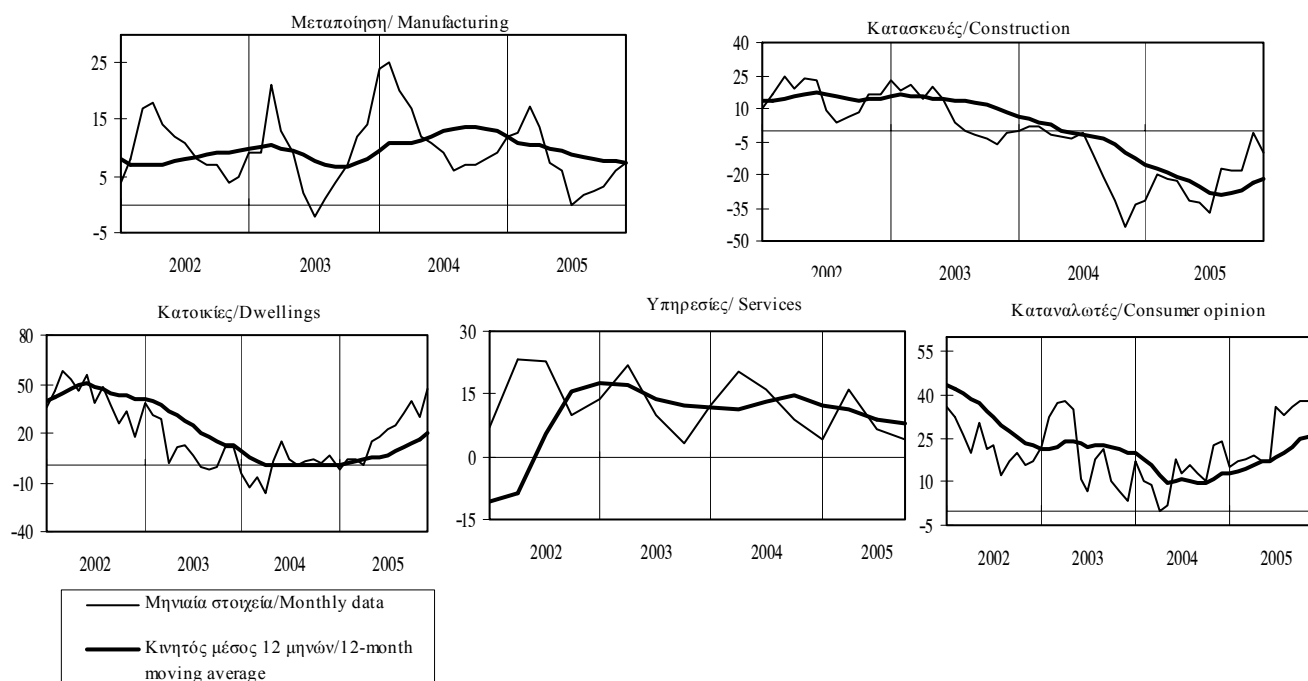 Μεταποίηση/ Manufacturing
25
15
5
-5
2002 2003 2004 2005
Κατασκευές/Construction
40
25
10
-5
-20
-35
-50
2002 2003 2004 2005
Κατοικίες/Dwellings
80
50
20
-10
-40
2002 2003 2004 2005
Υπηρεσίες/ Services
30
15
0
-15
2002 2003 2004 2005
Καταναλωτές/Consumer opinion
55
40
25
10
-5
2002 2003 2004 2005
Μηνιαία στοιχεία/Monthly data
Κινητός μέσος 12 μηνών/12-month
moving average